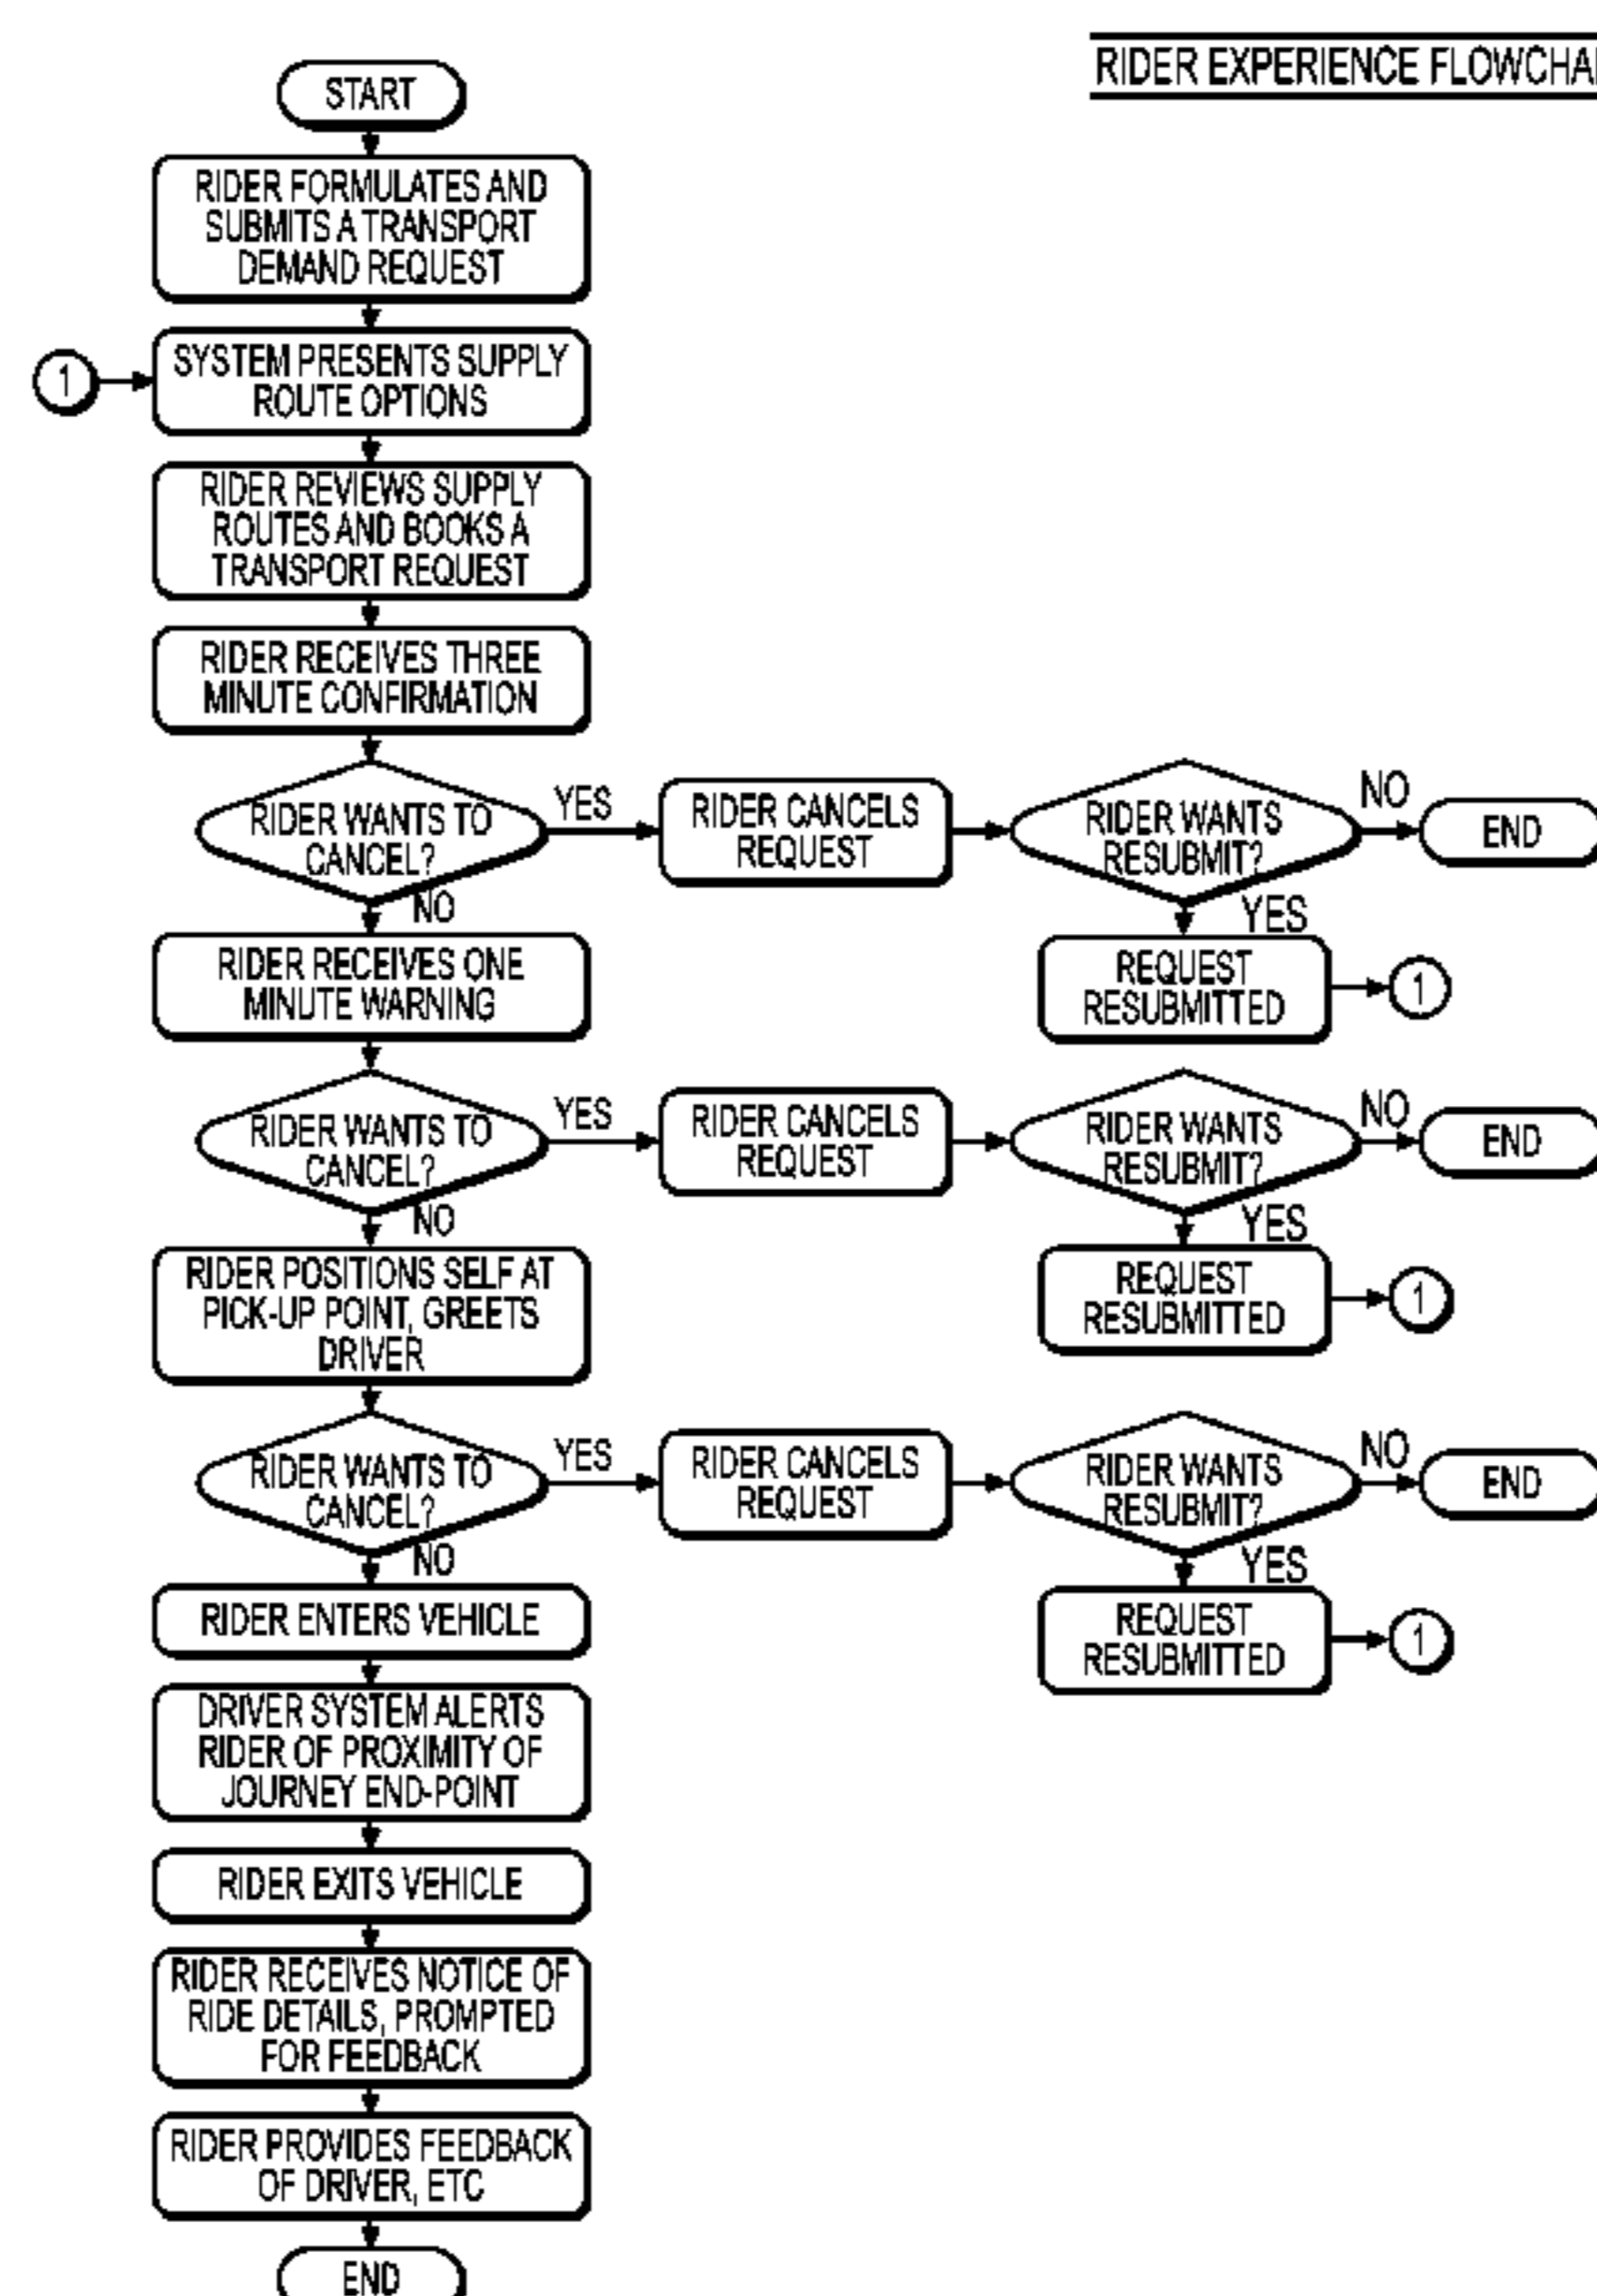 RIDER EXPERIENCE FLOWCHA
START
RIDER FORMULATES AND
SUBMITS A TRANSPORT
DEMAND REQUEST
1
SYSTEM PRESENTS SUPPLY
ROUTE OPTIONS
RIDER REVIEWS SUPPLY
ROUTES AND BOOKS A
TRANSPORT REQUEST
RIDER RECEIVES THREE
MINUTE CONFIRMATION
RIDER WANTS TO
CANCEL?
YES
RIDER CANCELS
REQUEST
RIDER WANTS
RESUBMIT?
NO
END
NO
YES
RIDER RECEIVES ONE
MINUTE WARNING
REQUEST
RESUBMITTED
1
RIDER WANTS TO
CANCEL?
YES
RIDER CANCELS
REQUEST
RIDER WANTS
RESUBMIT?
NO
END
NO
YES
RIDER POSITIONS SELF AT
PICK-UP POINT, GREETS
DRIVER
REQUEST
RESUBMITTED
1
RIDER WANTS TO
CANCEL?
YES
RIDER CANCELS
REQUEST
RIDER WANTS
RESUBMIT?
NO
END
NO
YES
RIDER ENTERS VEHICLE
REQUEST
RESUBMITTED
1
DRIVER SYSTEM ALERTS
RIDER OF PROXIMITY OF
JOURNEY END-POINT
RIDER EXITS VEHICLE
RIDER RECEIVES NOTICE OF
RIDE DETAILS, PROMPTED
FOR FEEDBACK
RIDER PROVIDES FEEDBACK
OF DRIVER, ETC
END